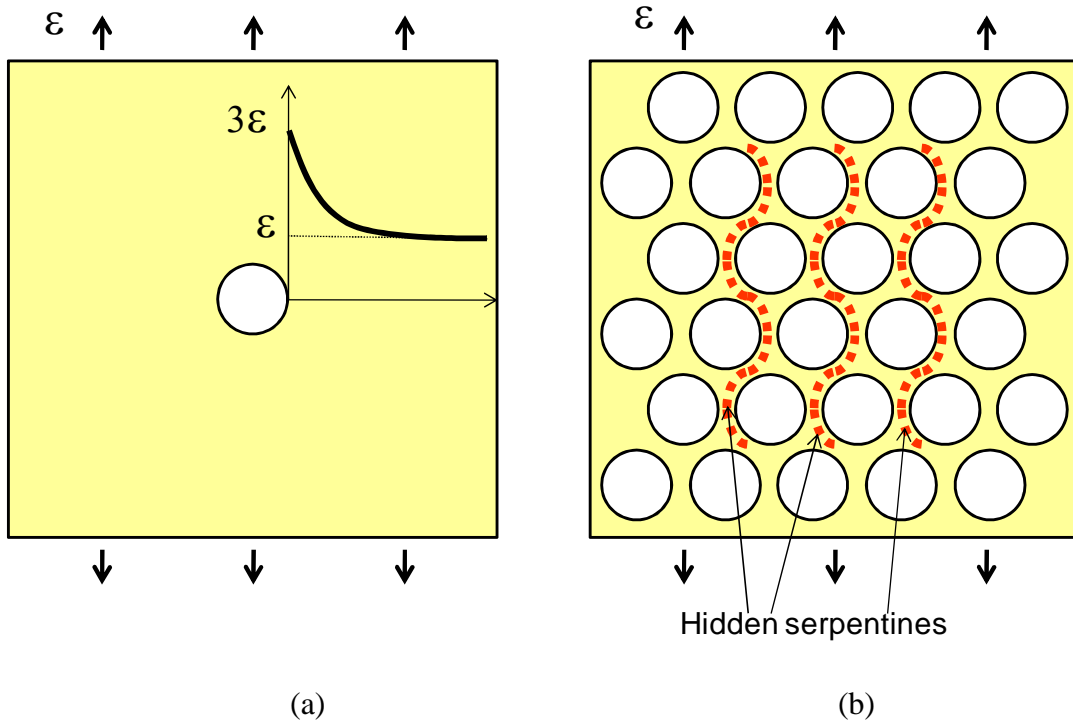 ε
3ε
ε
ε
Hidden serpentines
(a)
(b)